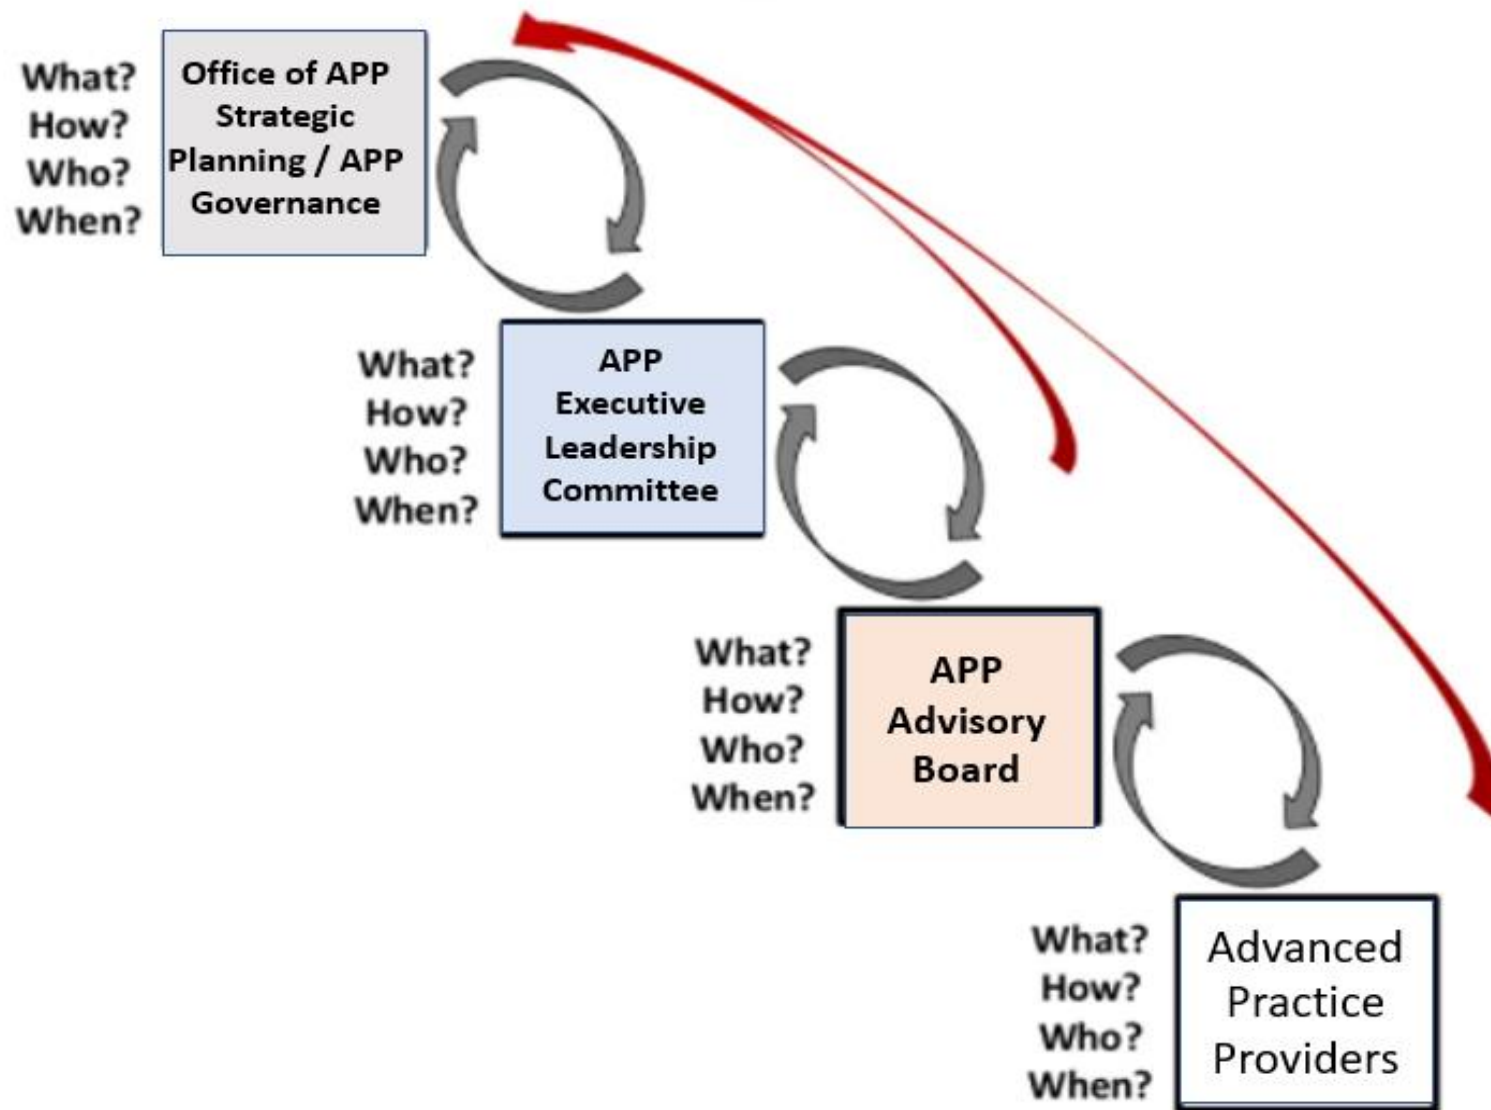 What?
How?
Who?
When?
Office of APP
Strategic
Planning / APP
Governance
What?
How?
Who?
When?
APP
Executive
Leadership
Committee
What?
How?
Who?
When?
APP
Advisory
Board
What?
How?
Who?
When?
Advanced
Practice
Providers